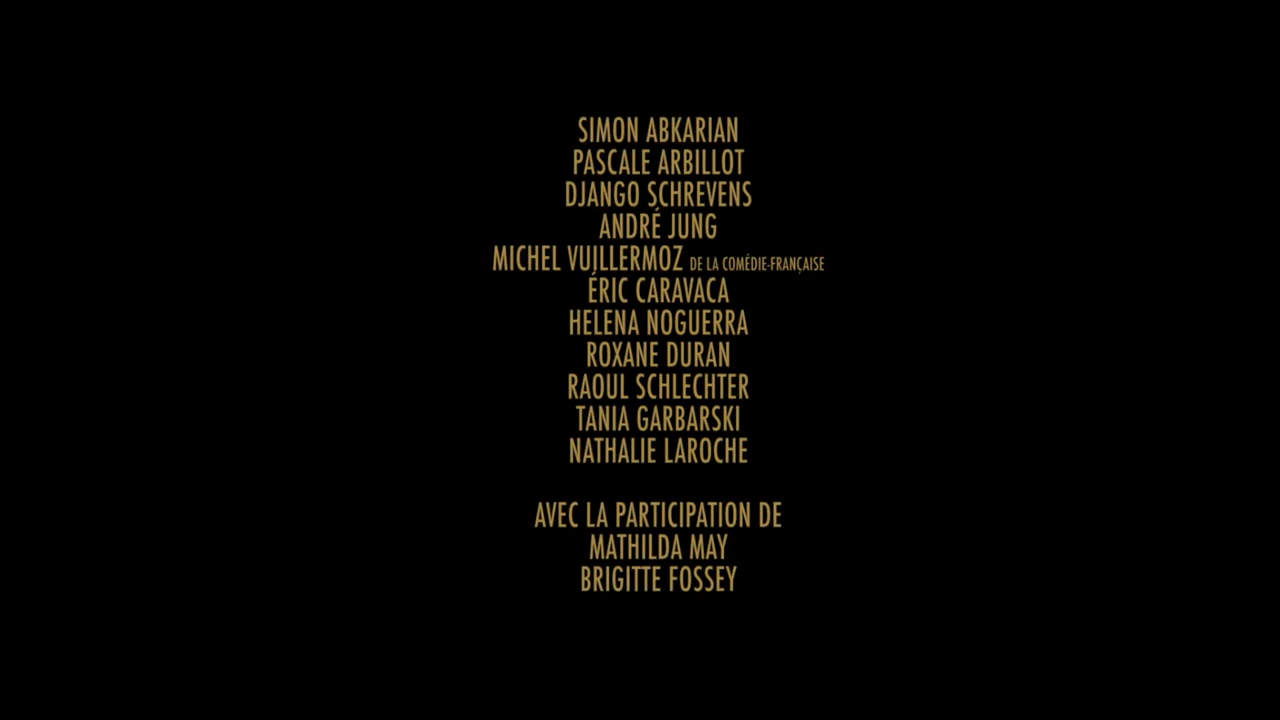 SIMON ABKARIAN
PASCALE ARBILLOT
DJANGO SCHREVENS
ANDRÉ JUNG
MICHEL VUILLERMOZ DE LA COMÉDIE-FRANÇAISE
ÉRIC CARAVACA
HELENA NOGUERRA
ROXANE DURAN
RAOUL SCHLECHTER
TANIA GARBARSKI
NATHALIE LAROCHE
AVEC LA PARTICIPATION DE
MATHILDA MAY
BRIGITTE FOSSEY